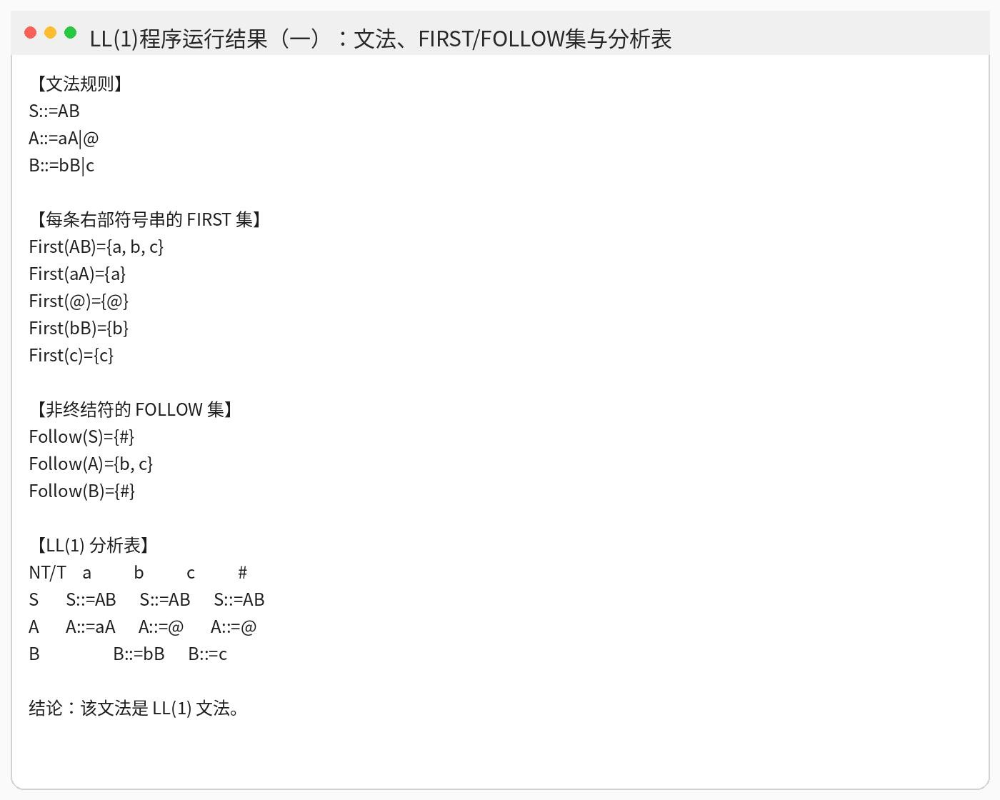 LL(1)程序运行结果（一）：文法、FIRST/FOLLOW集与分析表
【文法规则】
S::=AB
A::=aA|@
B::=bB|c
【每条右部符号串的 FIRST 集】
First(AB)={a, b, c}
First(aA)={a}
First(@)={@}
First(bB)={b}
First(c)={c}
【非终结符的 FOLLOW 集】
Follow(S)={#}
Follow(A)={b, c}
Follow(B)={#}
【LL(1) 分析表】
NT/T a b c #
S S::=AB S::=AB S::=AB
A A::=aA A::=@ A::=@
B B::=bB B::=c
结论：该文法是 LL(1) 文法。